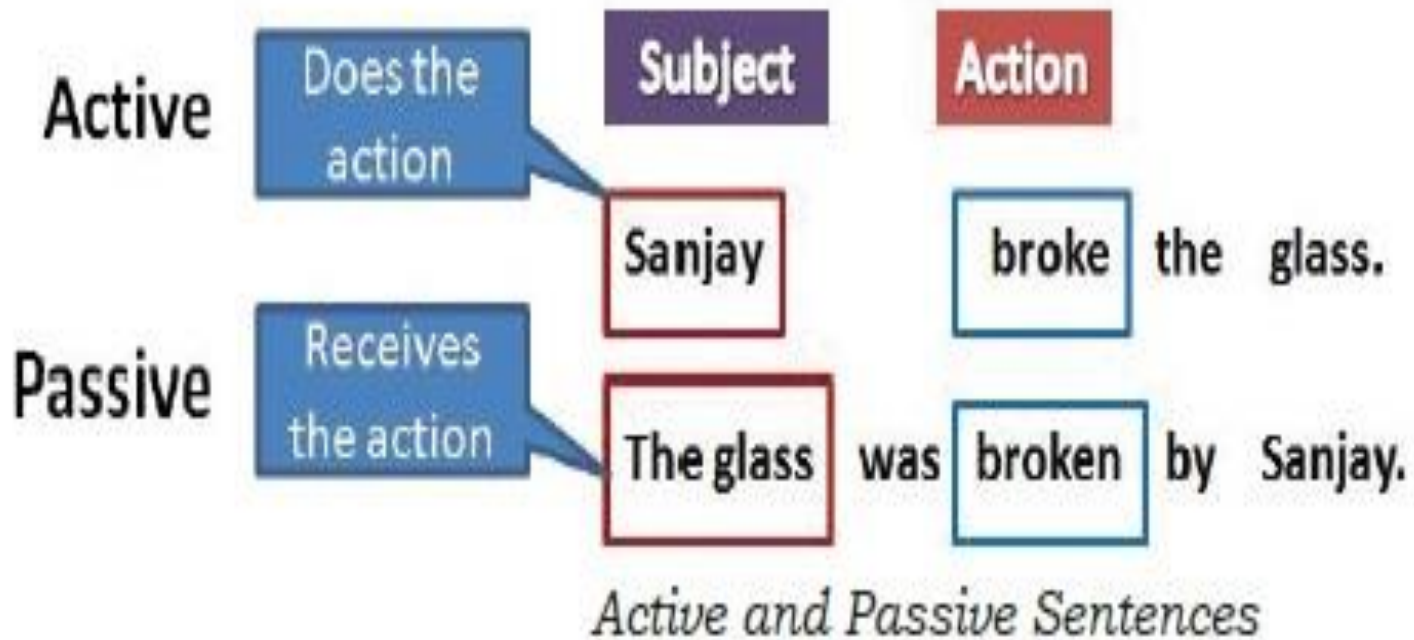 Subject Action
Active
Does the
action
Sanjay broke the glass.
Passive
Receives
the action
The glass was broken by Sanjay.
Active and Passive Sentences